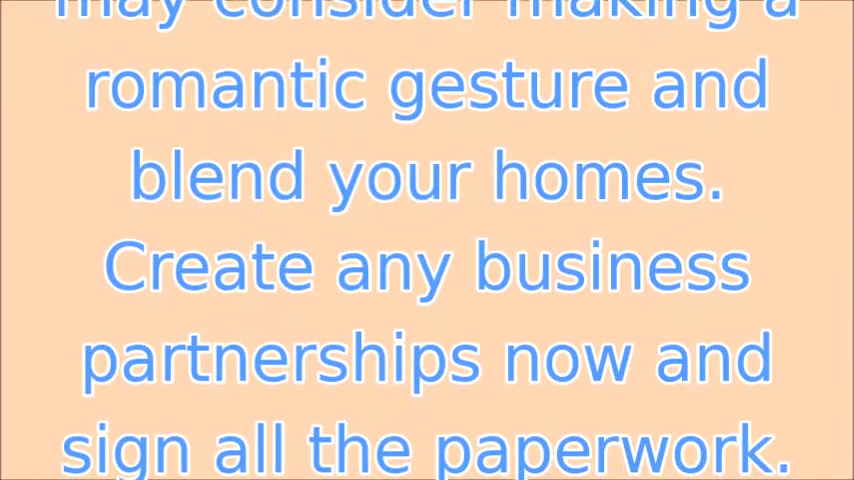 may consider making a
romantic gesture and
blend your homes.
Create any business
partnerships now and
sign all the paperwork.